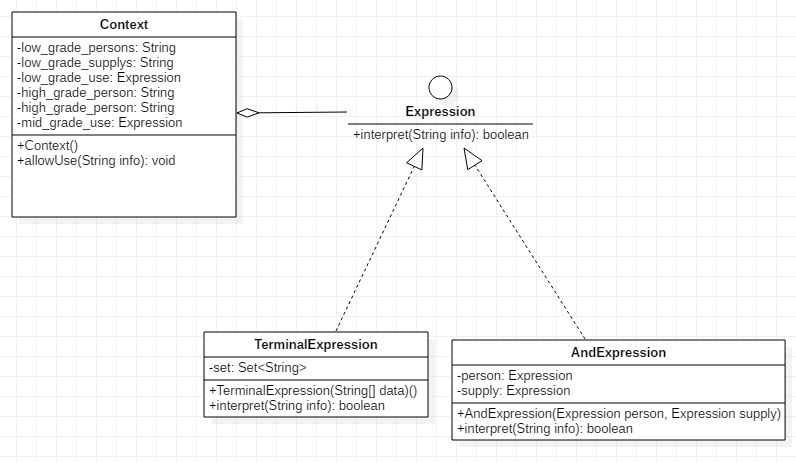 Context
-low_grade_persons: String
-low_grade_supplys: String
-low_grade_use: Expression
-high_grade_person: String
-high_grade_person: String
-mid_grade_use: Expression
+Context()
+allowUse(String info): void
Expression
+interpret(String info): boolean
TerminalExpression
-set: Set<String>
+TerminalExpression(String[] data)()
+interpret(String info): boolean
AndExpression
-person: Expression
-supply: Expression
+AndExpression(Expression person, Expression supply)
+interpret(String info): boolean